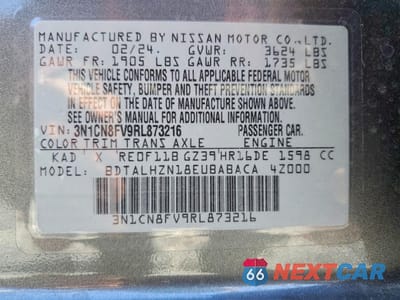 MANUFACTURED BY NISSAN MOTOR CO., LTD.
DATE: 02/24. GVWR: 3624 LBS
GAWR FR: 1905 LBS GAWR RR: 1735 LBS
THIS VEHICLE CONFORMS TO ALL APPLICABLE FEDERAL MOTOR
VEHICLE SAFETY, BUMPER AND THEFT PREVENTION STANDARDS
IN EFFECT ON THE DATE OF MANUFACTURE SHOWN ABOVE.
SEE OWNER'S MANUAL FOR ADDITIONAL INFORMATION.
VIN: 3N1CN8FV9RL873216 PASSENGER CAR.
COLOR TRIM TRANS AXLE ENGINE
KAD X RE0F11B GZ39 HR16DE 1598 CC
MODEL: BDTALHZN18EUBABACA 4Z000
3N1CN8FV9RL873216
66 NEXTCAR